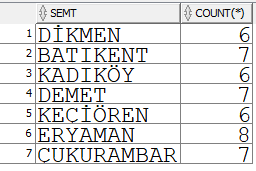 SEMT COUNT(*)
1 DİKMEN 6
2 BATIKENT 7
3 KADIKÖY 6
4 DEMET 7
5 KEÇİÖREN 6
6 ERYAMAN 8
7 ÇUKURAMBAR 7